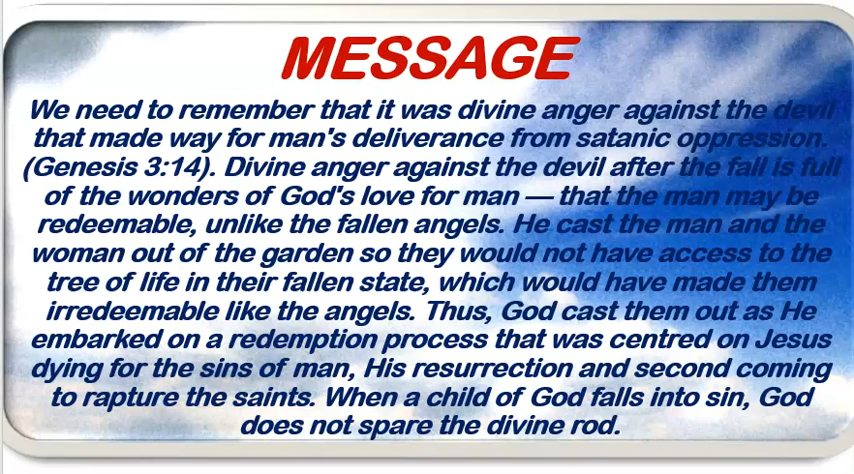 MESSAGE
We need to remember that it was divine anger against the devil
that made way for man's deliverance from satanic oppression.
(Genesis 3:14). Divine anger against the devil after the fall is full
of the wonders of God's love for man — that the man may be
redeemable, unlike the fallen angels. He cast the man and the
woman out of the garden so they would not have access to the
tree of life in their fallen state, which would have made them
irredeemable like the angels. Thus, God cast them out as He
embarked on a redemption process that was centred on Jesus
dying for the sins of man, His resurrection and second coming
to rapture the saints. When a child of God falls into sin, God
does not spare the divine rod.